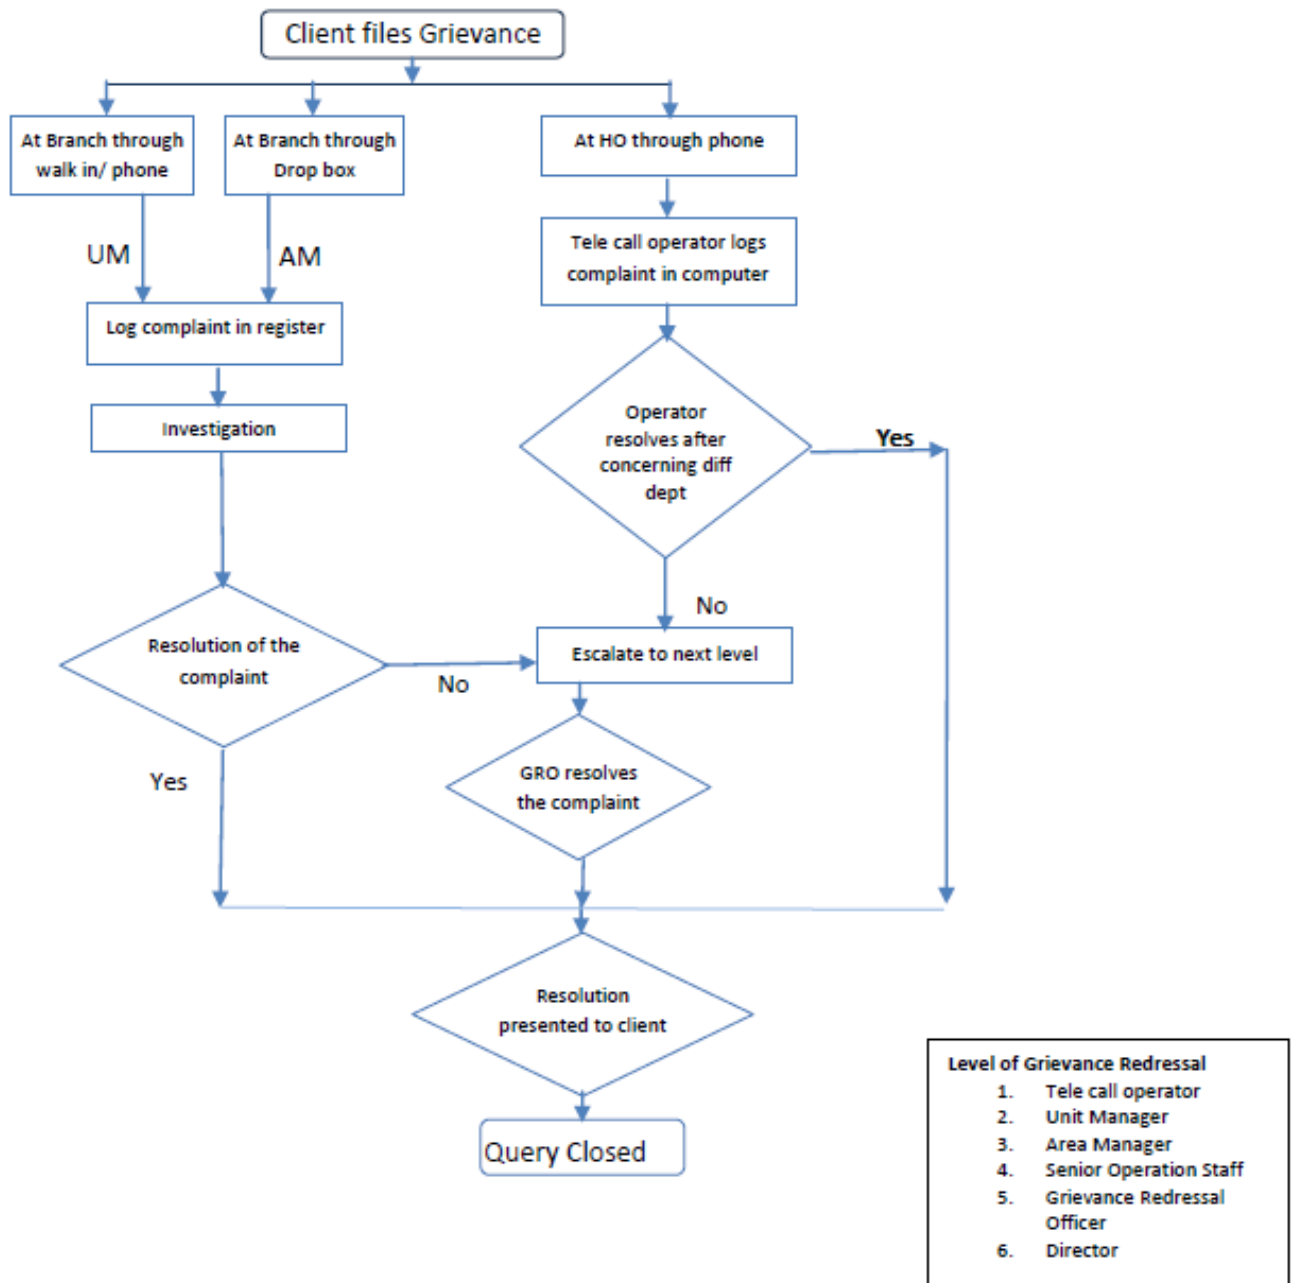 Client files Grievance
At Branch through
walk in/ phone
At Branch through
Drop box
At HO through phone
UM
AM
Tele call operator logs
complaint in computer
Log complaint in register
Investigation
Operator
resolves after
concerning diff
dept
Yes
No
Resolution of the
complaint
No
Escalate to next level
Yes
GRO resolves
the complaint
Resolution
presented to client
Query Closed
Level of Grievance Redressal
1. Tele call operator
2. Unit Manager
3. Area Manager
4. Senior Operation Staff
5. Grievance Redressal
Officer
6. Director